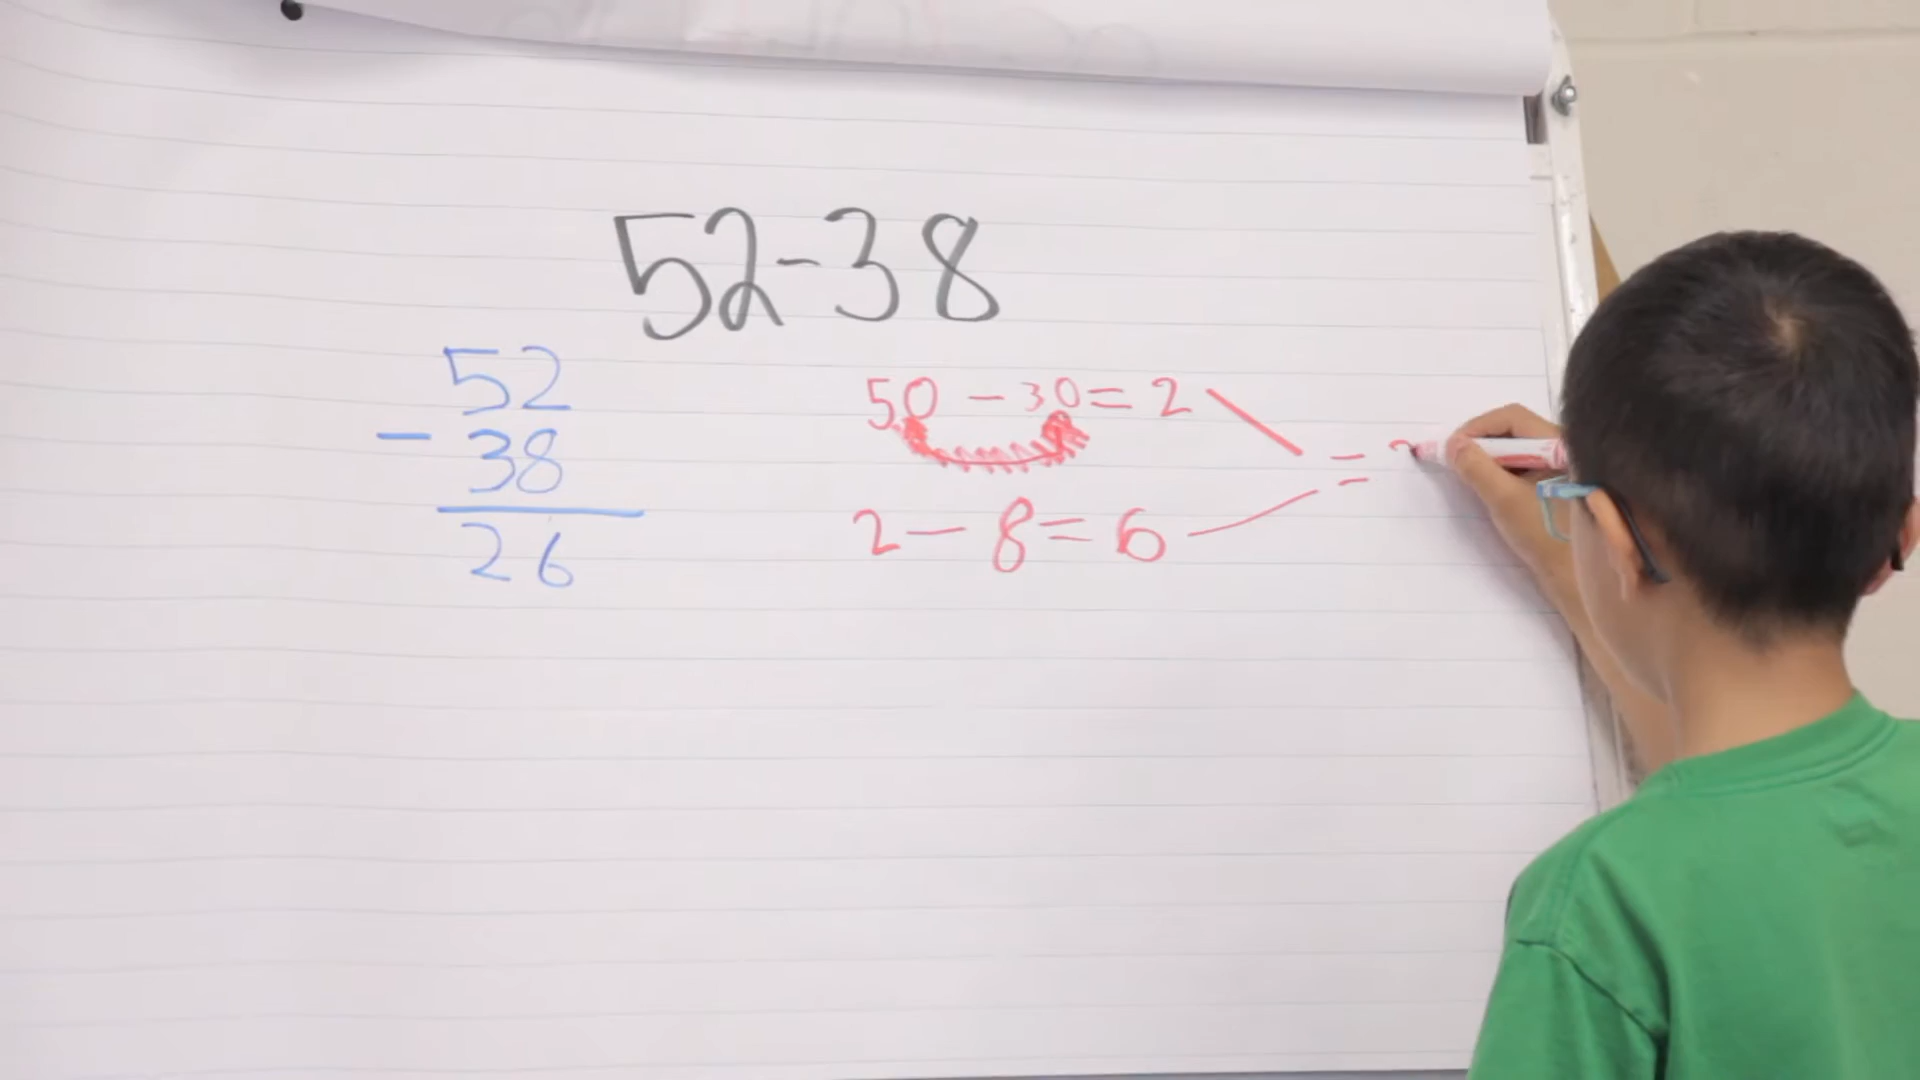 52-38
52
- 38
26
50 - 30 = 2
2 - 8 = 6
=